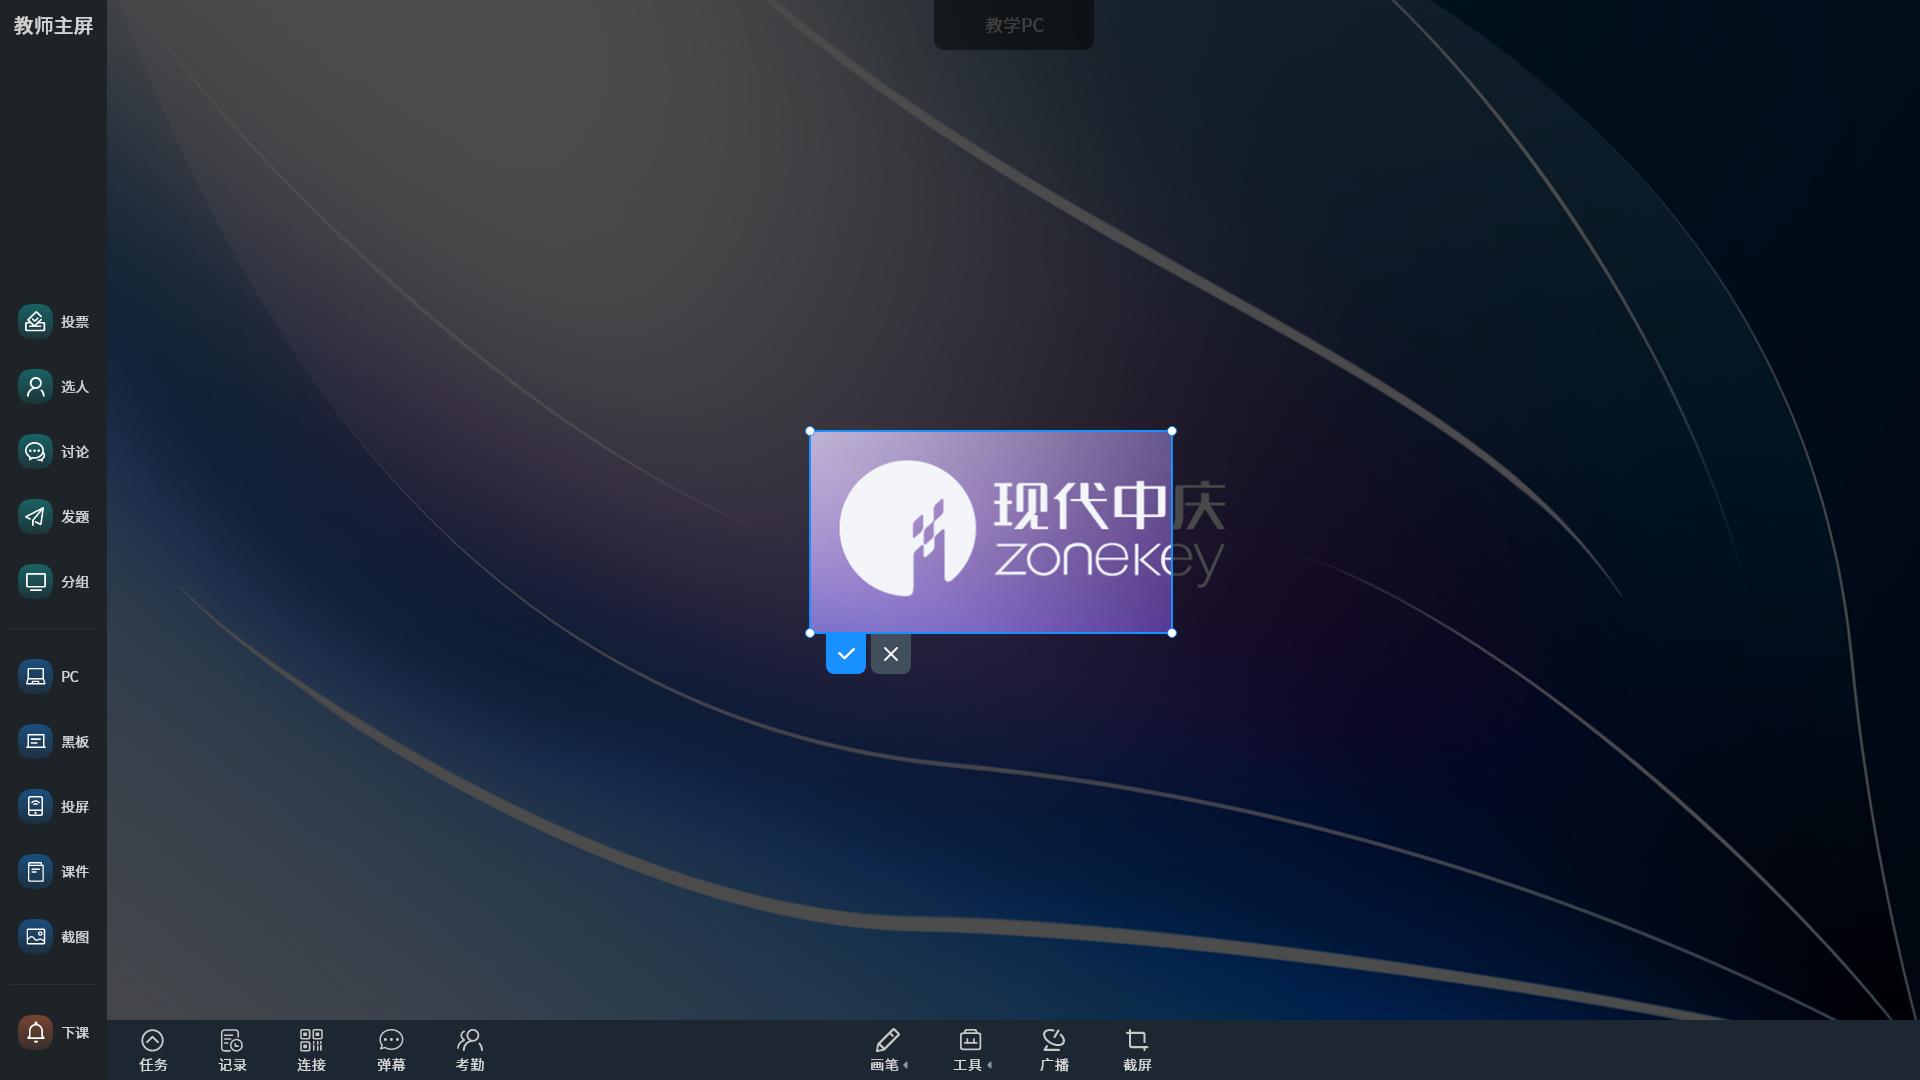 教师主屏
教学PC
投票
选人
讨论
发题
分组
PC
黑板
投屏
课件
截图
下课
现代中庆
zonekey
任务
记录
连接
弹幕
考勤
画笔
工具
广播
截屏